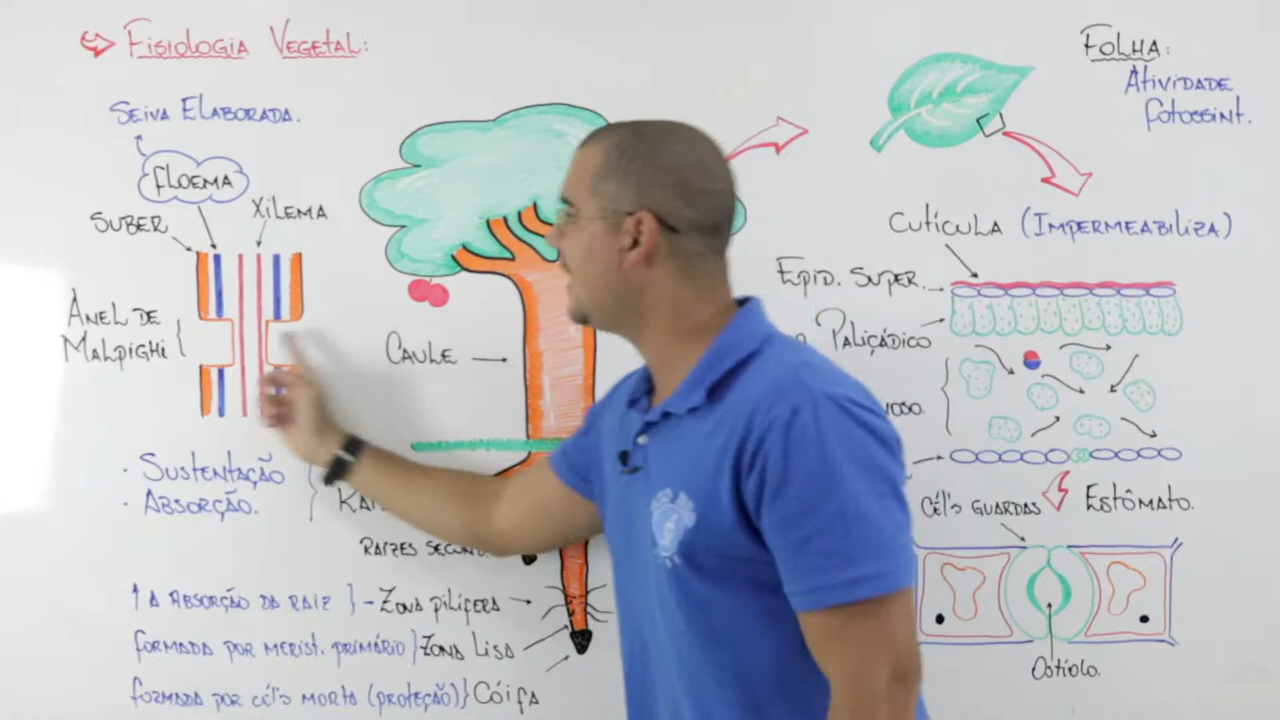 Fisiologia Vegetal:
Seiva Elaborada.
Floema
Suber
Xilema
Anel de
Malpighi
Caule
• Sustentação
• Absorção.
Raízes
↑ a absorção da raiz } - Zona pilífera
formada por merist. primário } Zona Lisa
formada por cél's morta (proteção) } Cóifa
Folha:
Atividade
fotossint.
Cutícula (Impermeabiliza)
Epid. Super.
Paliçádico
Cél's guardas
Estômato.
Ostíolo.